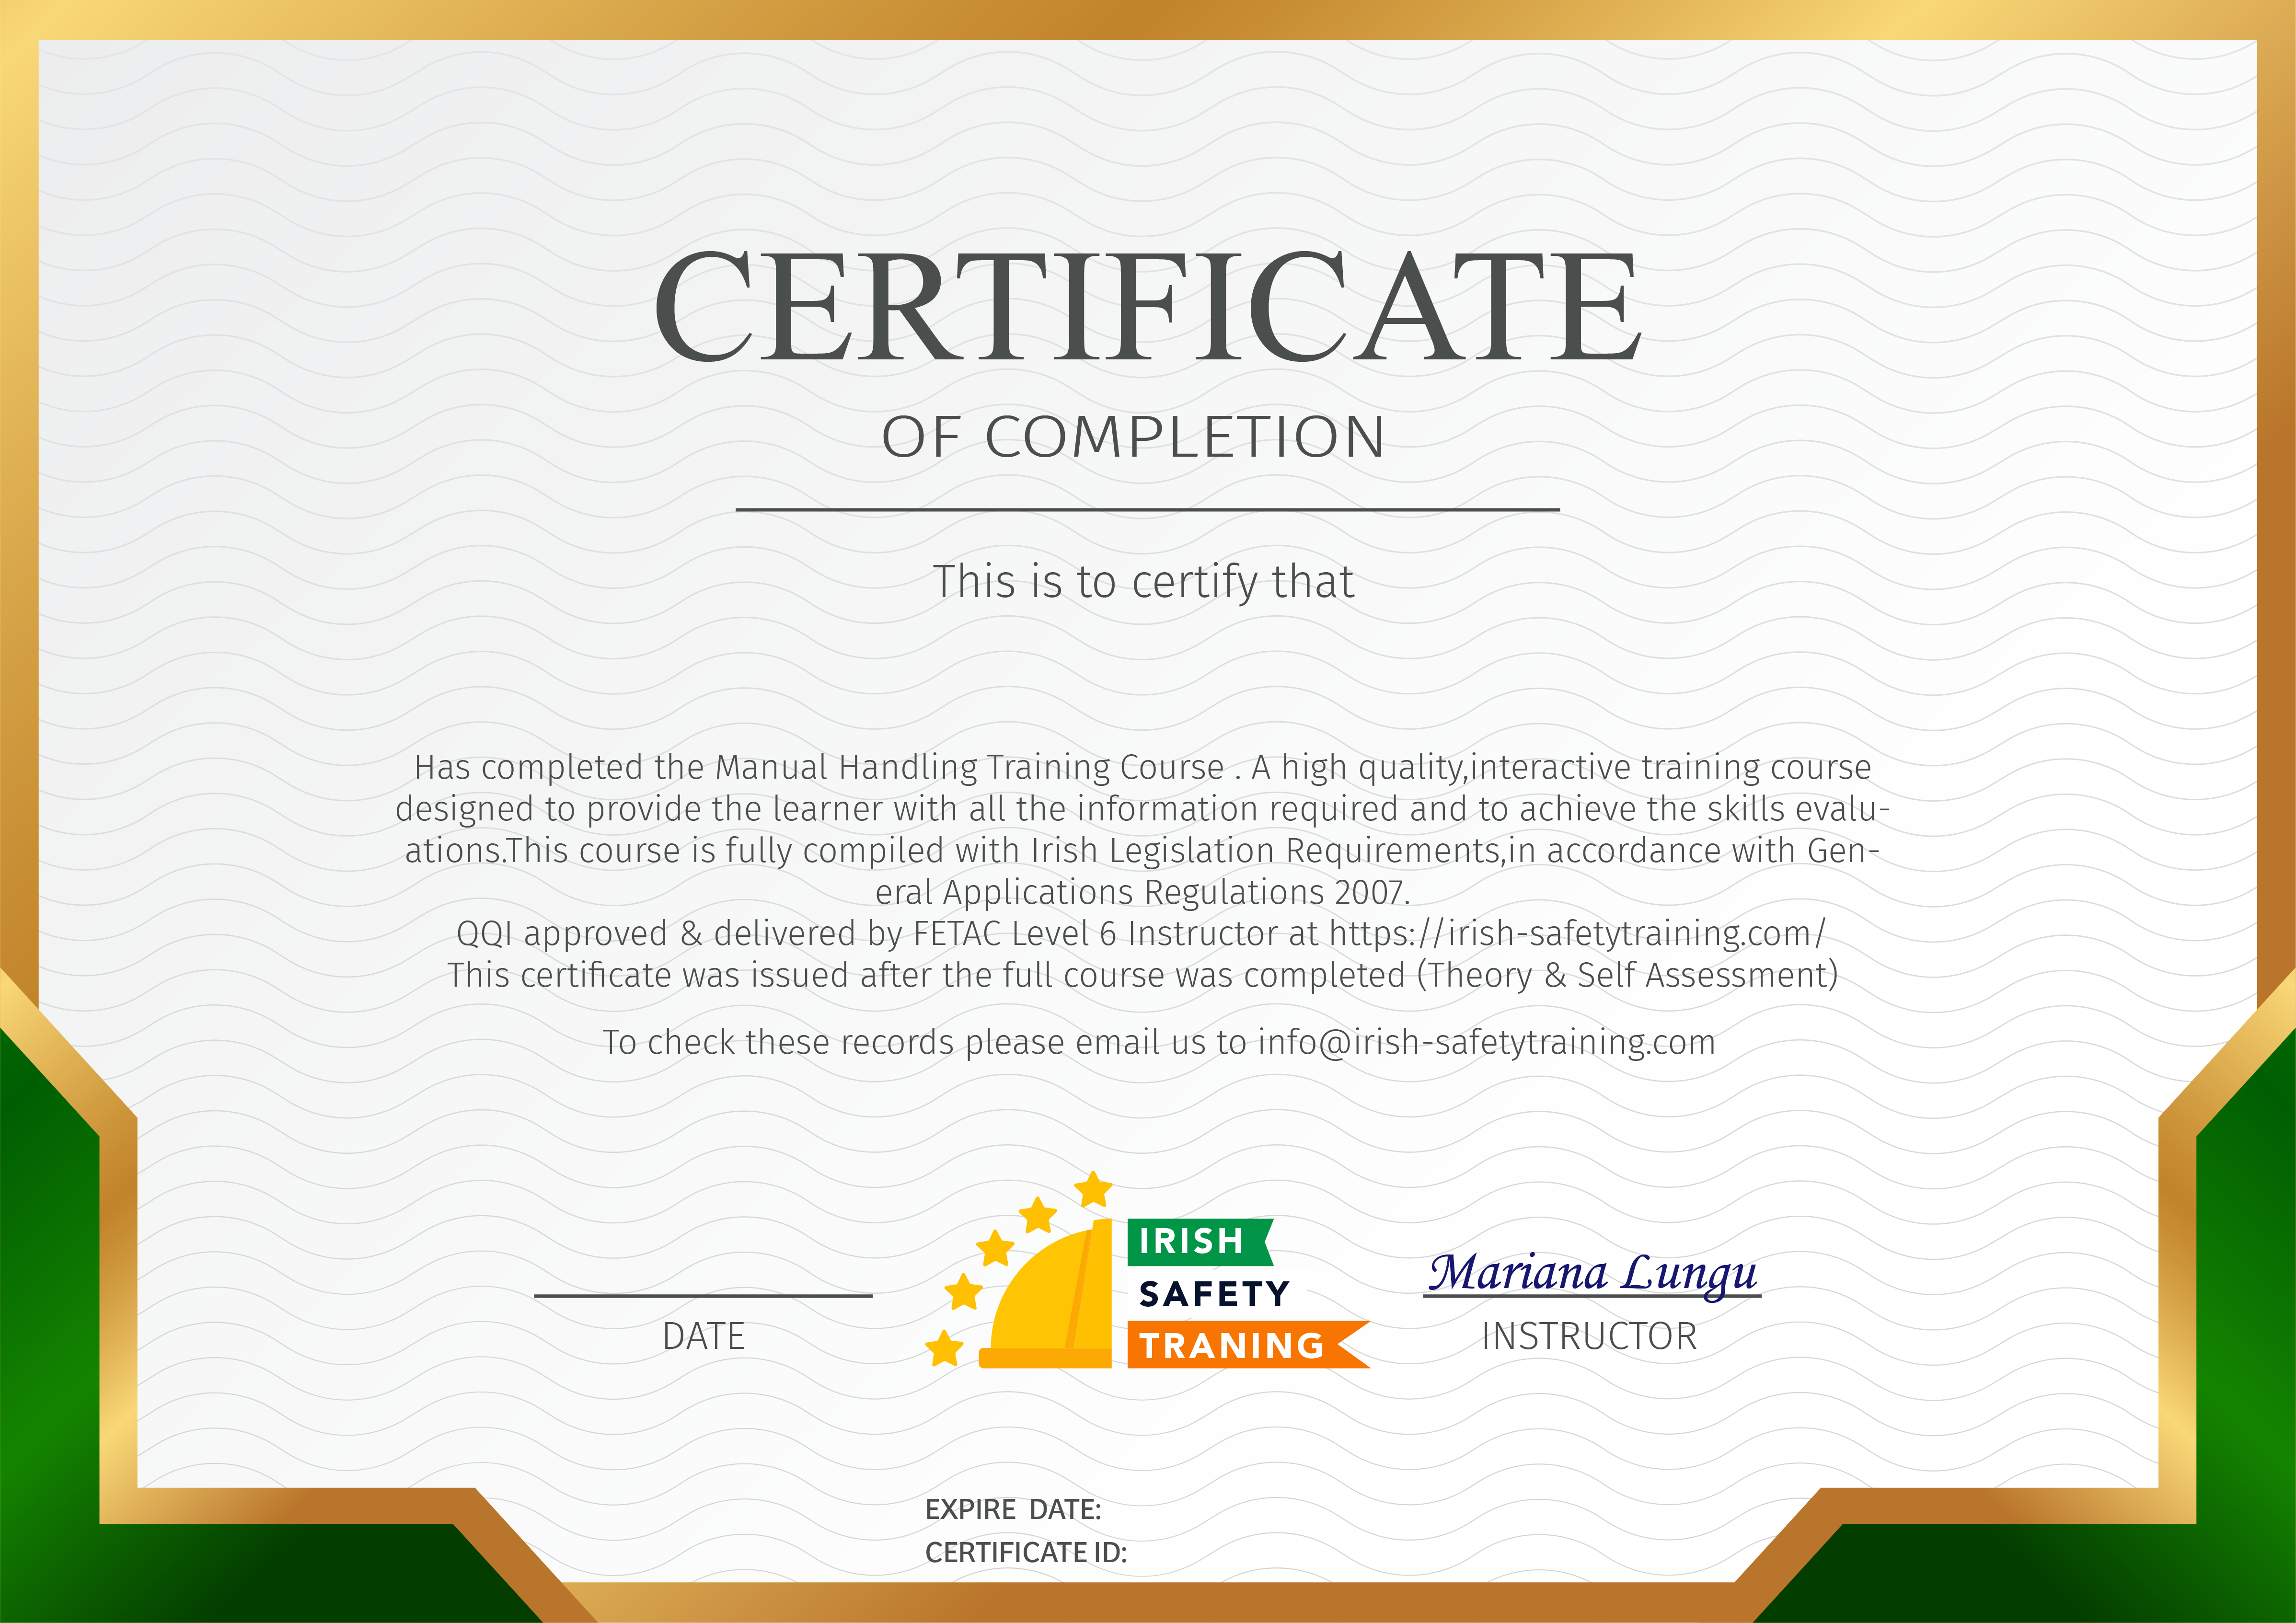 CERTIFICATE
OF COMPLETION
This is to certify that
Has completed the Manual Handling Training Course . A high quality,interactive training course
designed to provide the learner with all the information required and to achieve the skills evalu-
ations.This course is fully compiled with Irish Legislation Requirements,in accordance with Gen-
eral Applications Regulations 2007.
QQI approved & delivered by FETAC Level 6 Instructor at https://irish-safetytraining.com/
This certificate was issued after the full course was completed (Theory & Self Assessment)
To check these records please email us to info@irish-safetytraining.com
DATE
IRISH
SAFETY
TRANING
Mariana Lungu
INSTRUCTOR
EXPIRE DATE:
CERTIFICATE ID: